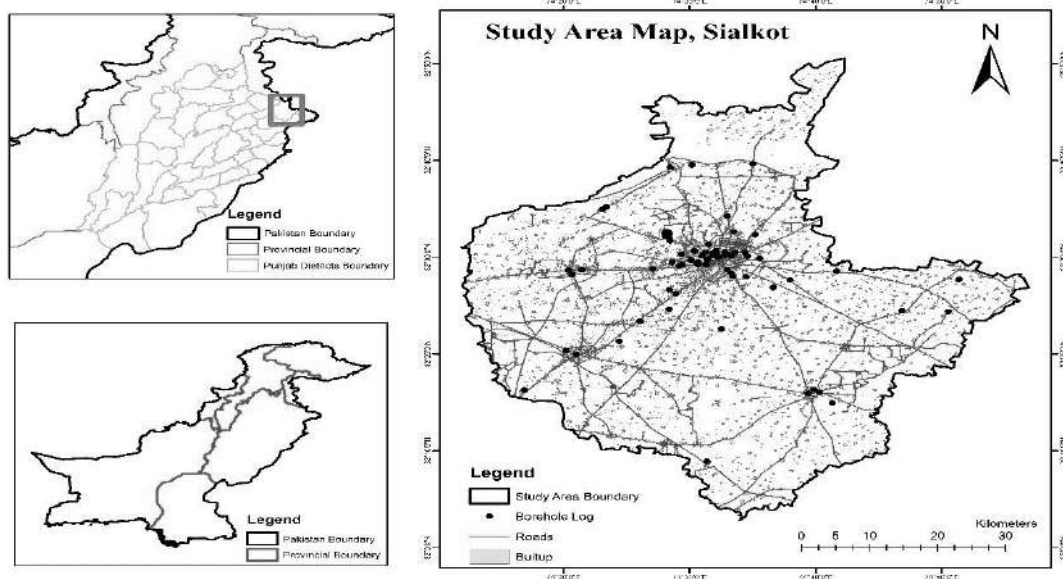 Legend
Pakistan Boundary
Provincial Boundary
Punjab Districts Boundary
Legend
Pakistan Boundary
Provincial Boundary
Study Area Map, Sialkot
N
Legend
Study Area Boundary
Borehole Log
Roads
Builtup
Kilometers
0 5 10 20 30